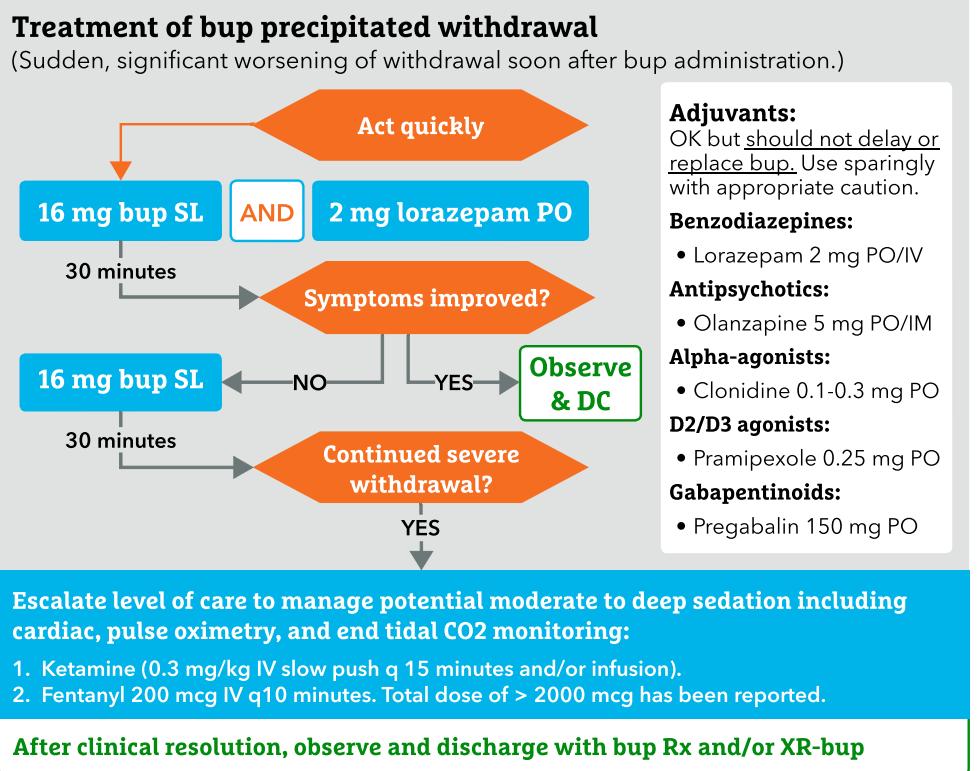 Treatment of bup precipitated withdrawal
(Sudden, significant worsening of withdrawal soon after bup administration.)
Act quickly
16 mg bup SL
AND
2 mg lorazepam PO
30 minutes
Symptoms improved?
16 mg bup SL
NO
YES
Observe
& DC
30 minutes
Continued severe
withdrawal?
YES
Adjuvants:
OK but should not delay or
replace bup. Use sparingly
with appropriate caution.
Benzodiazepines:
• Lorazepam 2 mg PO/IV
Antipsychotics:
• Olanzapine 5 mg PO/IM
Alpha-agonists:
• Clonidine 0.1-0.3 mg PO
D2/D3 agonists:
• Pramipexole 0.25 mg PO
Gabapentinoids:
• Pregabalin 150 mg PO
Escalate level of care to manage potential moderate to deep sedation including
cardiac, pulse oximetry, and end tidal CO2 monitoring:
1. Ketamine (0.3 mg/kg IV slow push q 15 minutes and/or infusion).
2. Fentanyl 200 mcg IV q10 minutes. Total dose of > 2000 mcg has been reported.
After clinical resolution, observe and discharge with bup Rx and/or XR-bup